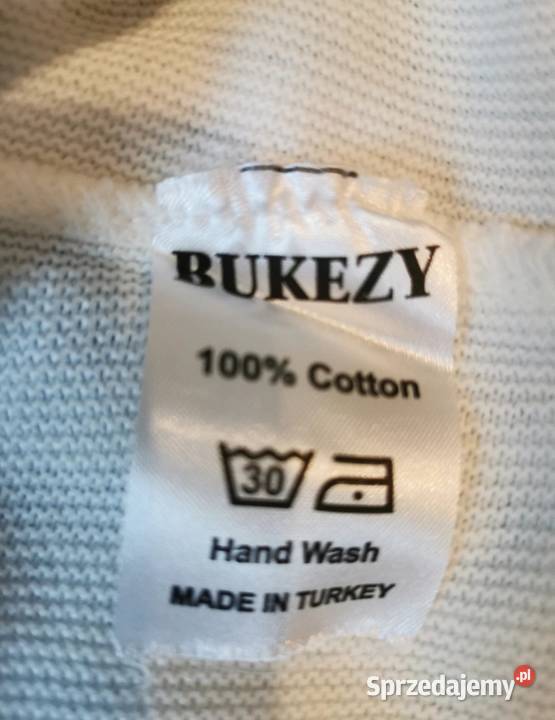 BUKEZY
100% Cotton
30
Hand Wash
MADE IN TURKEY
Sprzedajemy.pl